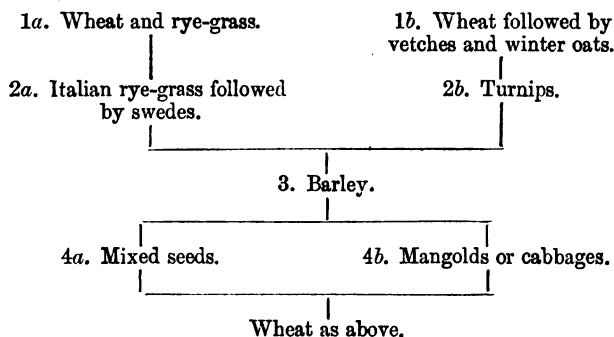 1a. Wheat and rye-grass.
1b. Wheat followed by
vetches and winter oats.
2a. Italian rye-grass followed
by swedes.
2b. Turnips.
3. Barley.
4a. Mixed seeds.
4b. Mangolds or cabbages.
Wheat as above.